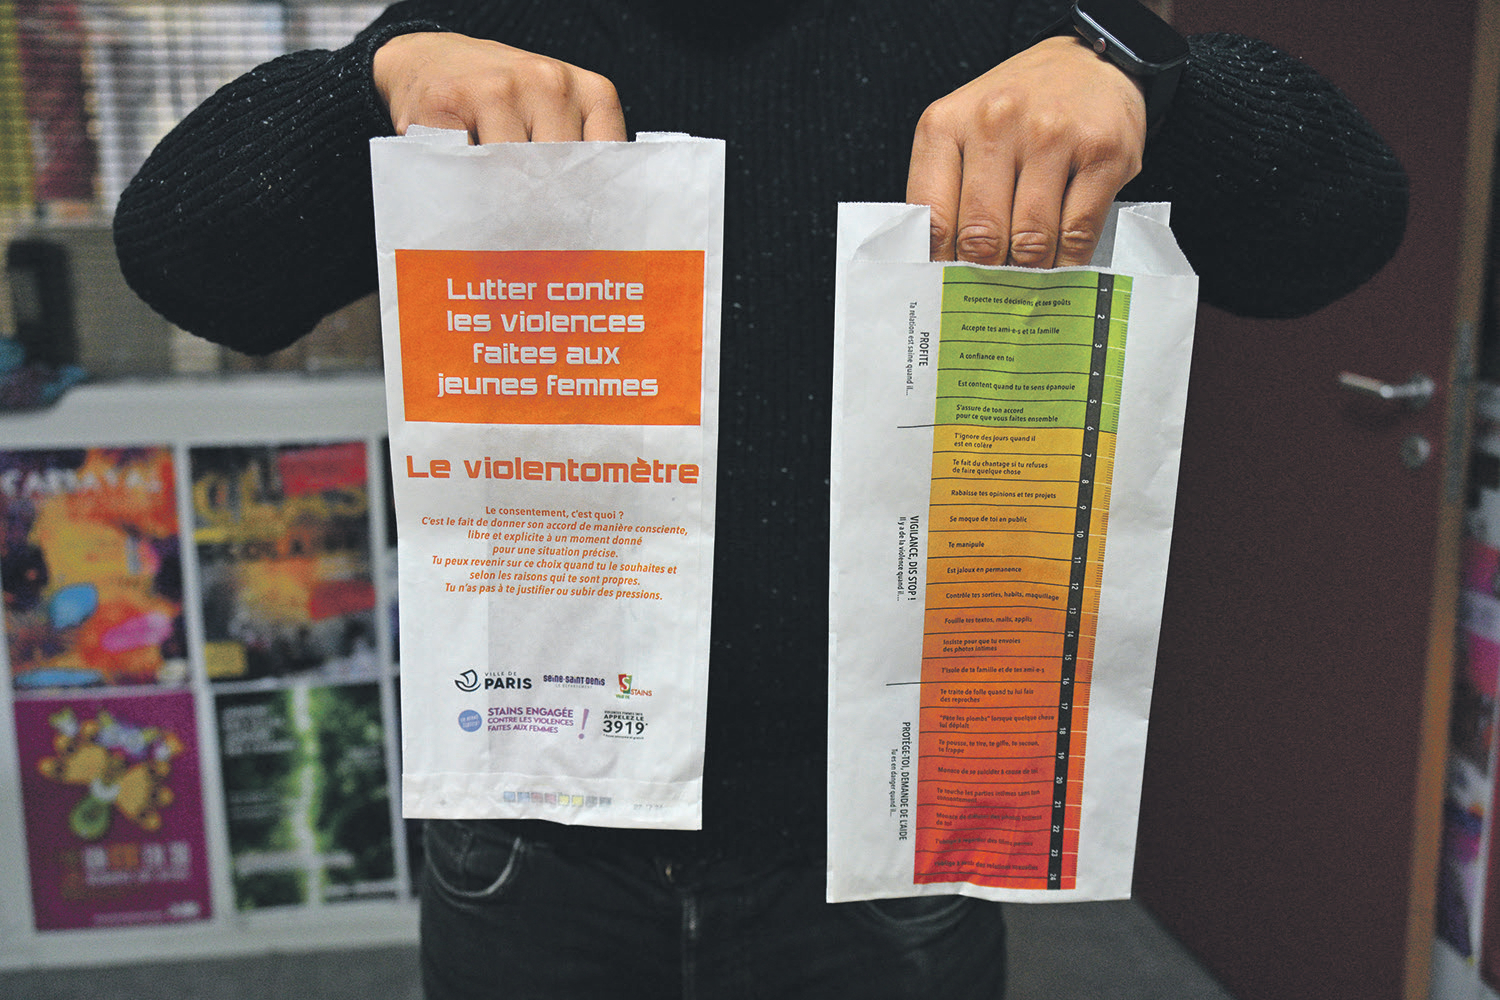 Lutter contre
les violences
faites aux
jeunes femmes
Le violentomètre
Le consentement, c'est quoi ?
C'est le fait de donner son accord de manière consciente,
libre et explicite à un moment donné
pour une situation précise.
Tu peux revenir sur ce choix quand tu le souhaites et
selon les raisons qui te sont propres.
Tu n'as pas à te justifier ou subir des pressions.
VILLE DE
PARIS
SEINE-SAINT-DENIS
LE DÉPARTEMENT
STAINS
STAINS ENGAGÉE
CONTRE LES VIOLENCES
FAITES AUX FEMMES
!
APPELEZ LE
3919*
PROFITE
Ta relation est saine quand il...
1
Respecte tes décisions et tes goûts
2
Accepte tes ami·e·s et ta famille
3
A confiance en toi
4
Est content quand tu te sens épanouie
5
S'assure de ton accord
pour ce que vous faites ensemble
6
VIGILANCE, DIS STOP !
Il y a de la violence quand il...
T'ignore des jours quand il
est en colère
7
Te fait du chantage si tu refuses
de faire quelque chose
8
Rabaisse tes opinions et tes projets
9
Se moque de toi en public
10
Te manipule
11
Est jaloux en permanence
12
Contrôle tes sorties, habits, maquillage
13
Fouille tes textos, mails, applis
14
Insiste pour que tu envoies
des photos intimes
15
T'isole de ta famille et de tes ami·e·s
16
PROTÈGE-TOI, DEMANDE DE L'AIDE
Tu es en danger quand il...
Te traite de folle quand tu lui fais
des reproches
17
"Pète les plombs" lorsque quelque chose
lui déplaît
18
Te pousse, te tire, te gifle, te secoue,
te frappe
19
Menace de se suicider à cause de toi
20
Te touche les parties intimes sans ton
consentement
21
Menace de diffuser des photos intimes
de toi
22
23
24